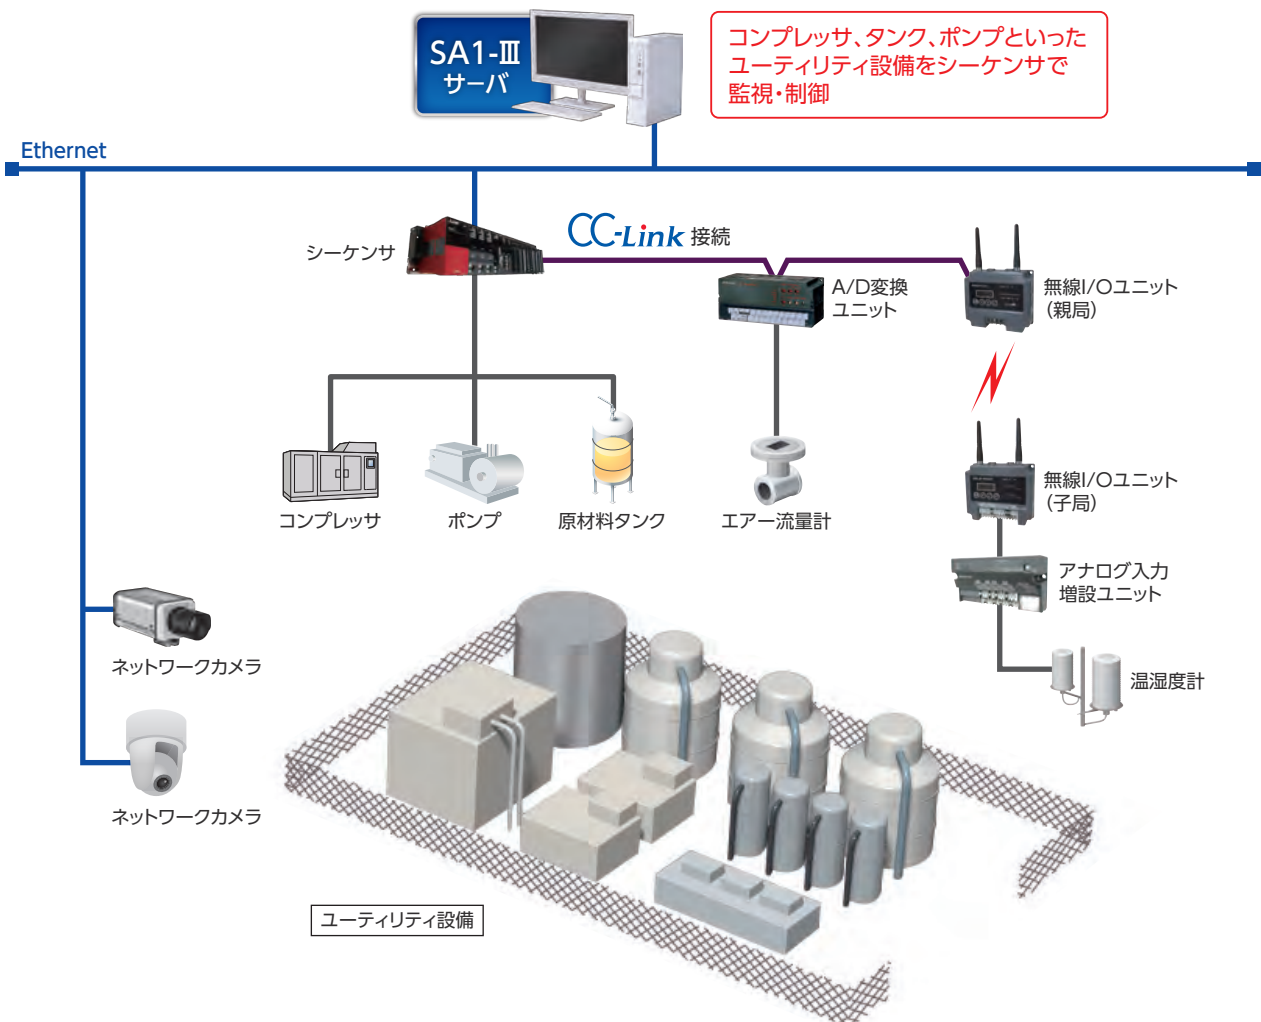 SA1-Ⅲ
サーバ
コンプレッサ、タンク、ポンプといった
ユーティリティ設備をシーケンサで
監視・制御
Ethernet
シーケンサ
CC-Link 接続
A/D変換
ユニット
無線I/Oユニット
(親局)
コンプレッサ
ポンプ
原材料タンク
エアー流量計
無線I/Oユニット
(子局)
アナログ入力
増設ユニット
温湿度計
ネットワークカメラ
ネットワークカメラ
ユーティリティ設備